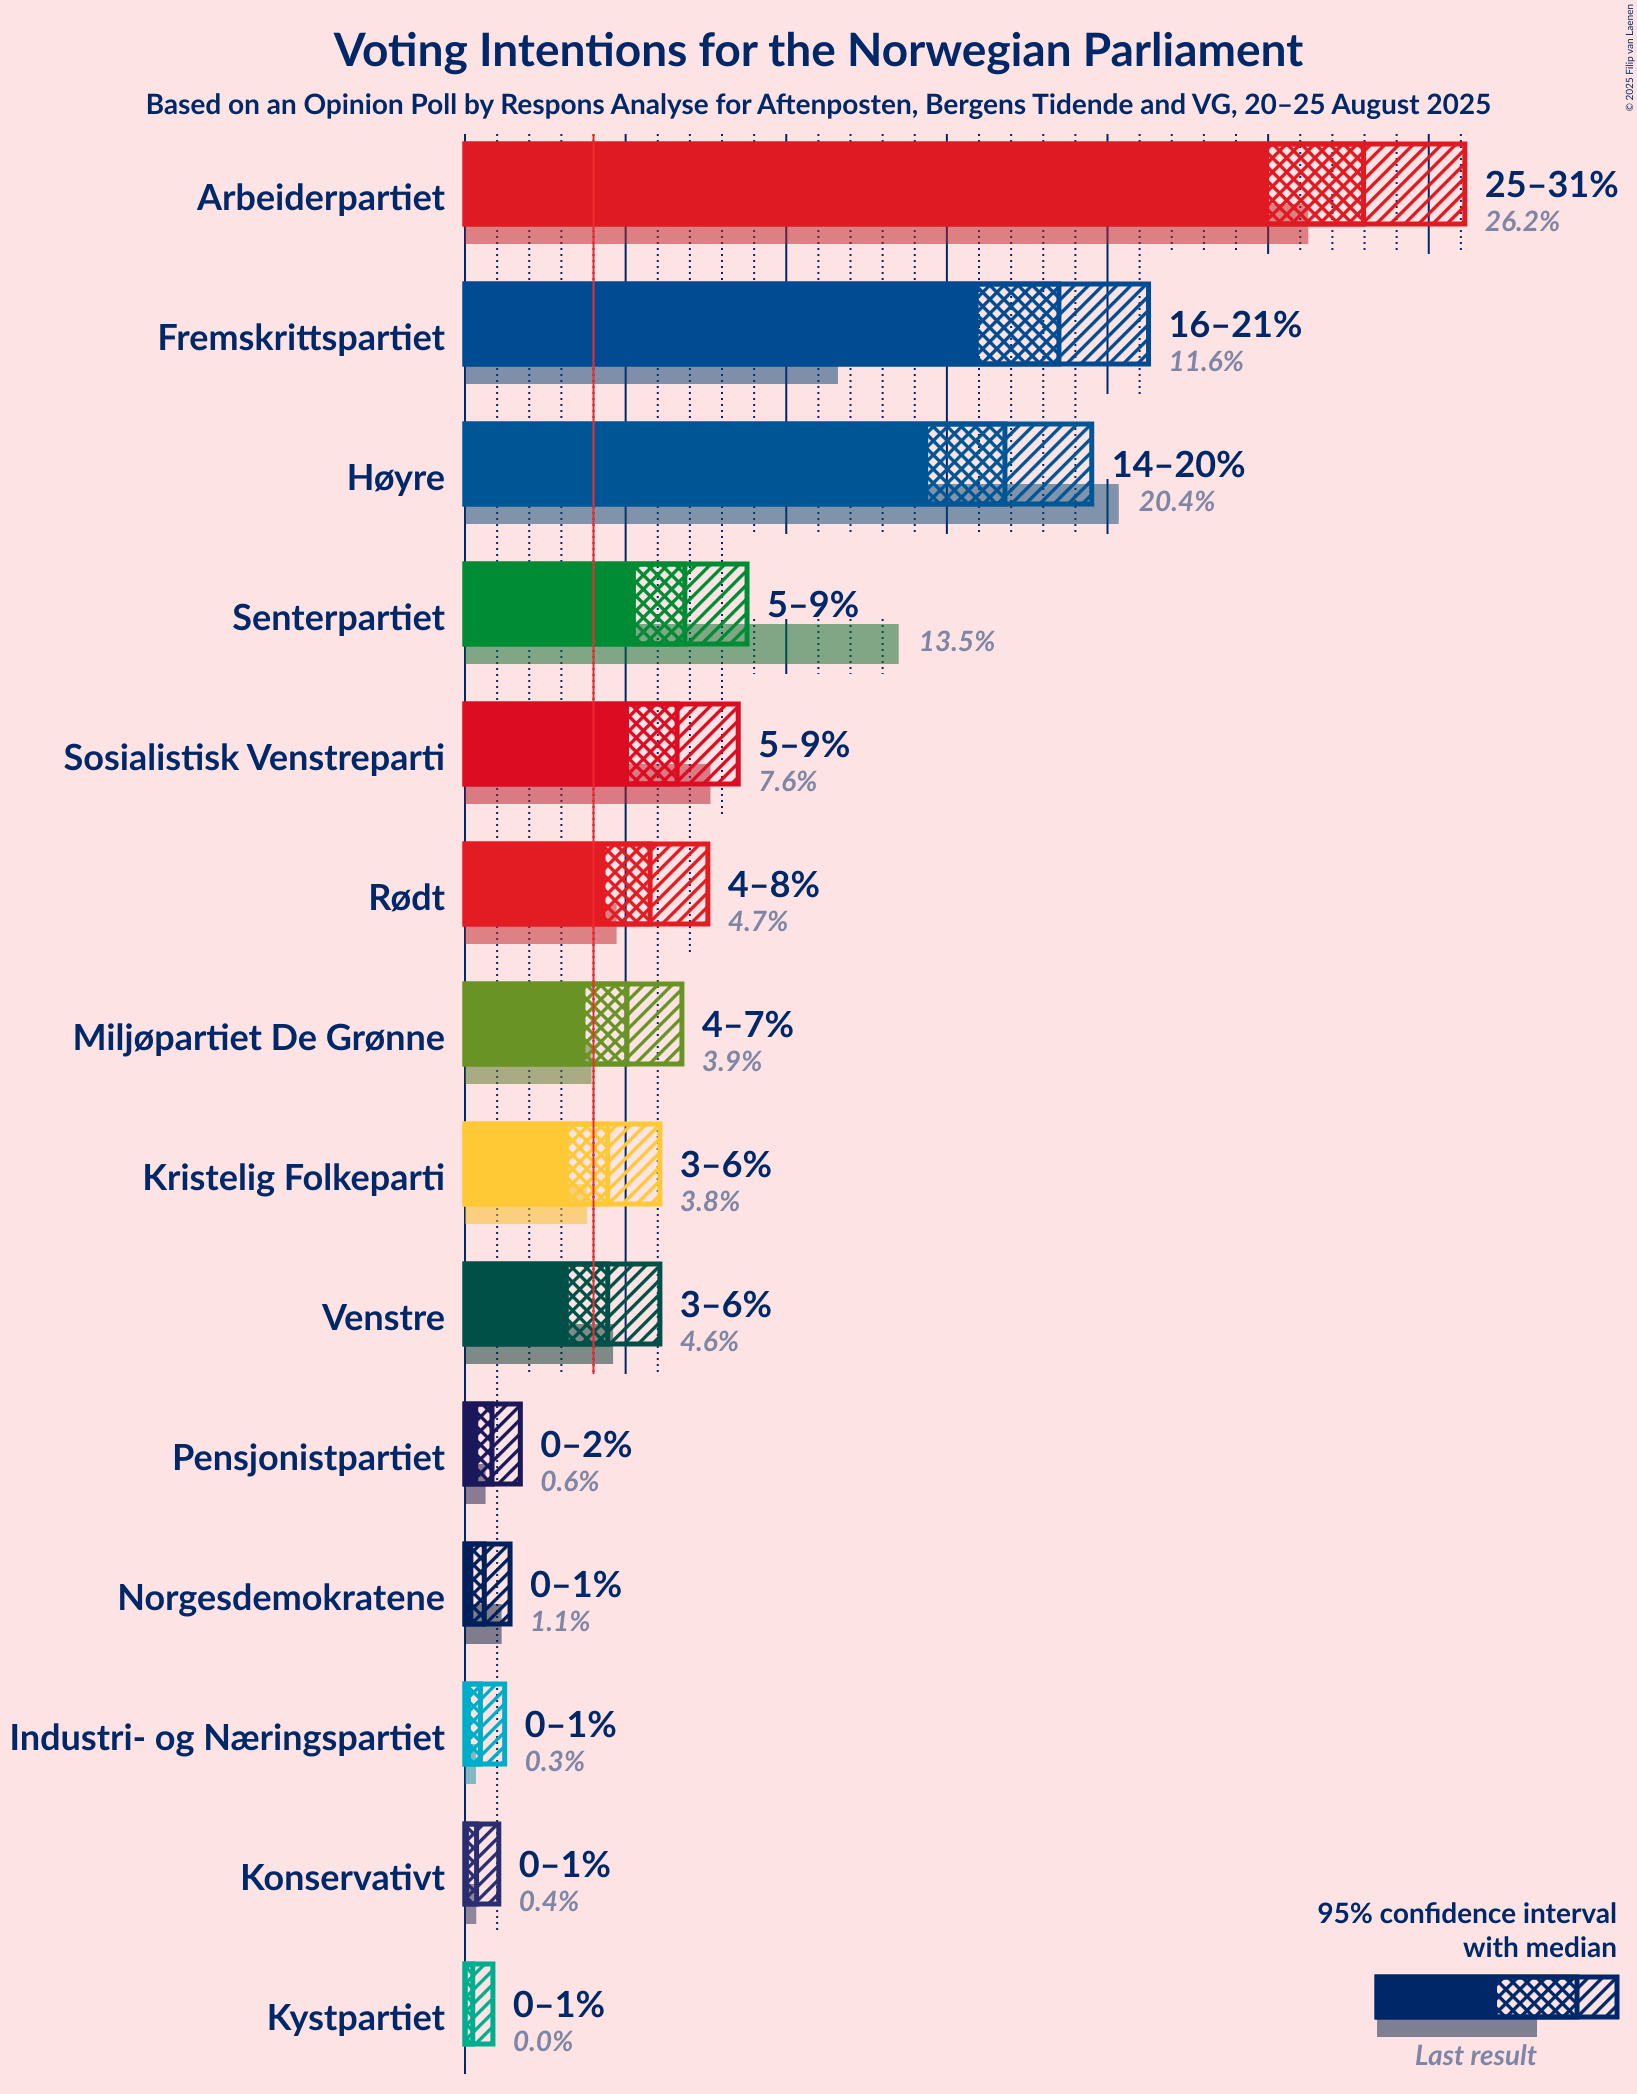 Voting Intentions for the Norwegian Parliament
Based on an Opinion Poll by Respons Analyse for Aftenposten, Bergens Tidende and VG, 20–25 August 2025
© 2025 Filip van Laenen
Arbeiderpartiet
25–31%
26.2%
Fremskrittspartiet
16–21%
11.6%
Høyre
14–20%
20.4%
Senterpartiet
5–9%
13.5%
Sosialistisk Venstreparti
5–9%
7.6%
Rødt
4–8%
4.7%
Miljøpartiet De Grønne
4–7%
3.9%
Kristelig Folkeparti
3–6%
3.8%
Venstre
3–6%
4.6%
Pensjonistpartiet
0–2%
0.6%
Norgesdemokratene
0–1%
1.1%
Industri- og Næringspartiet
0–1%
0.3%
Konservativt
0–1%
0.4%
Kystpartiet
0–1%
0.0%
95% confidence interval
with median
Last result